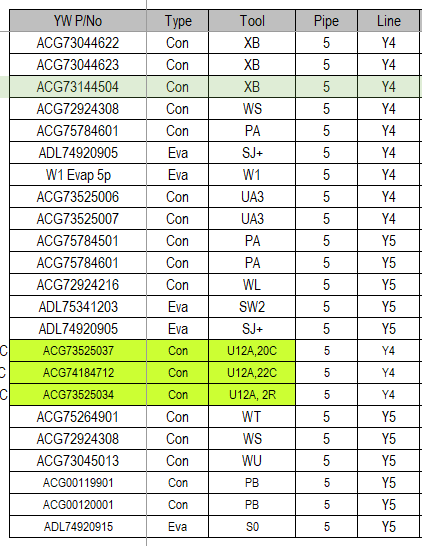 YW P/No Type Tool Pipe Line
ACG73044622 Con XB 5 Y4
ACG73044623 Con XB 5 Y4
ACG73144504 Con XB 5 Y4
ACG72924308 Con WS 5 Y4
ACG75784601 Con PA 5 Y4
ADL74920905 Eva SJ+ 5 Y4
W1 Evap 5p Eva W1 5 Y4
ACG73525006 Con UA3 5 Y4
ACG73525007 Con UA3 5 Y4
ACG75784501 Con PA 5 Y5
ACG75784601 Con PA 5 Y5
ACG72924216 Con WL 5 Y5
ADL75341203 Eva SW2 5 Y5
ADL74920905 Eva SJ+ 5 Y5
C ACG73525037 Con U12A,20C 5 Y4
C ACG74184712 Con U12A,22C 5 Y4
C ACG73525034 Con U12A, 2R 5 Y4
ACG75264901 Con WT 5 Y5
ACG72924308 Con WS 5 Y5
ACG73045013 Con WU 5 Y5
ACG00119901 Con PB 5 Y5
ACG00120001 Con PB 5 Y5
ADL74920915 Eva S0 5 Y5